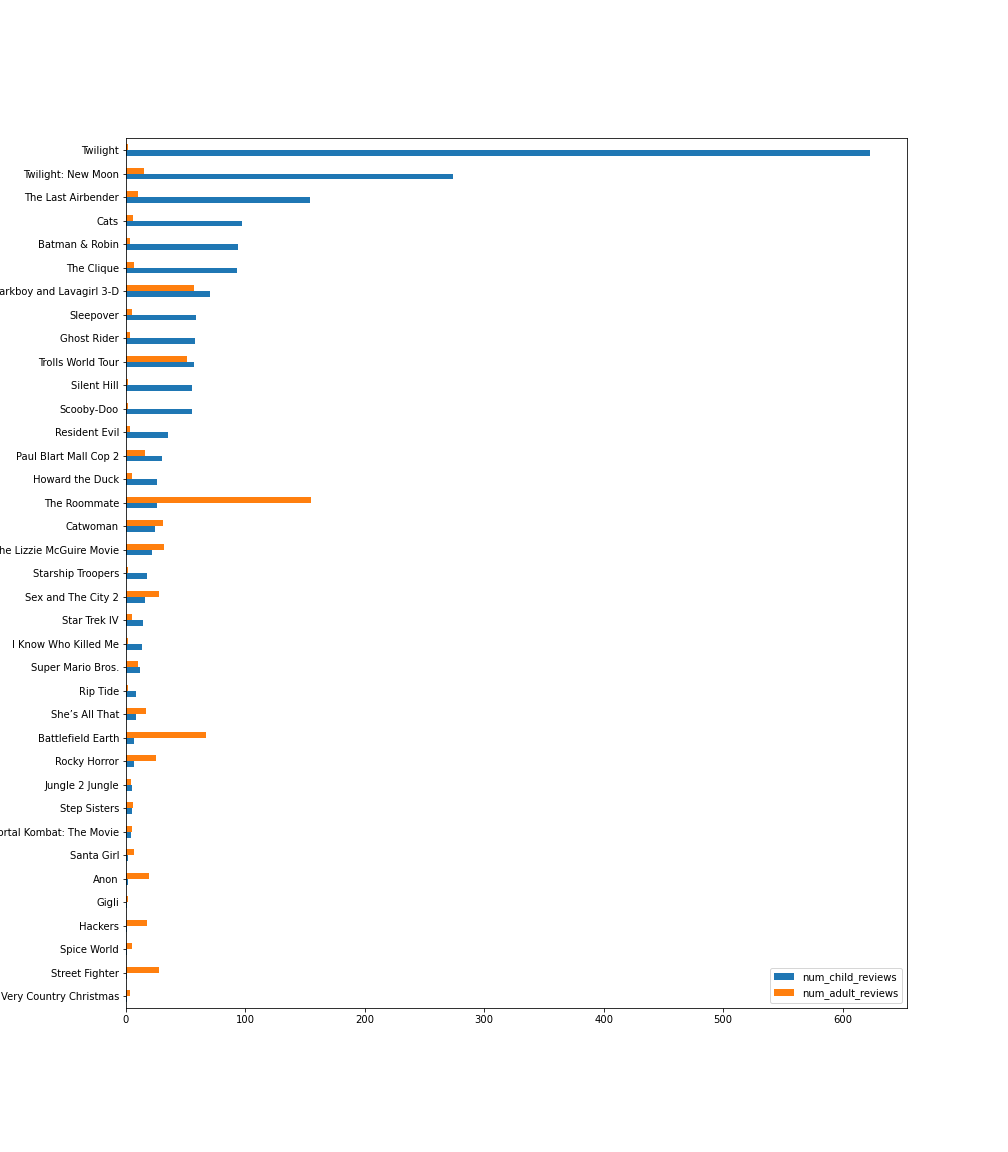 Twilight
Twilight: New Moon
The Last Airbender
Cats
Batman & Robin
The Clique
arkboy and Lavagirl 3-D
Sleepover
Ghost Rider
Trolls World Tour
Silent Hill
Scooby-Doo
Resident Evil
Paul Blart Mall Cop 2
Howard the Duck
The Roommate
Catwoman
he Lizzie McGuire Movie
Starship Troopers
Sex and The City 2
Star Trek IV
I Know Who Killed Me
Super Mario Bros.
Rip Tide
She’s All That
Battlefield Earth
Rocky Horror
Jungle 2 Jungle
Step Sisters
ortal Kombat: The Movie
Santa Girl
Anon
Gigli
Hackers
Spice World
Street Fighter
Very Country Christmas
num_child_reviews
num_adult_reviews
0 100 200 300 400 500 600